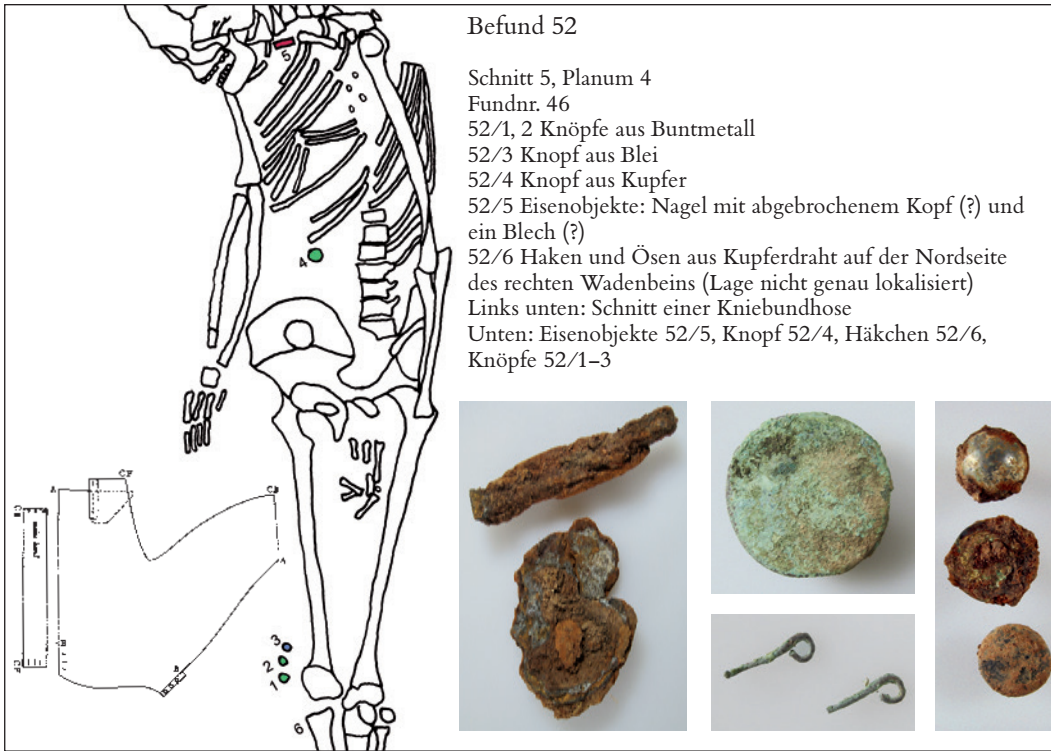 Befund 52
Schnitt 5, Planum 4
Fundnr. 46
52/1, 2 Knöpfe aus Buntmetall
52/3 Knopf aus Blei
52/4 Knopf aus Kupfer
52/5 Eisenobjekte: Nagel mit abgebrochenem Kopf (?) und
ein Blech (?)
52/6 Haken und Ösen aus Kupferdraht auf der Nordseite
des rechten Wadenbeins (Lage nicht genau lokalisiert)
Links unten: Schnitt einer Kniebundhose
Unten: Eisenobjekte 52/5, Knopf 52/4, Häkchen 52/6,
Knöpfe 52/1–3
5
4
3
2
1
6
A
CF
CB
A
CB
CF